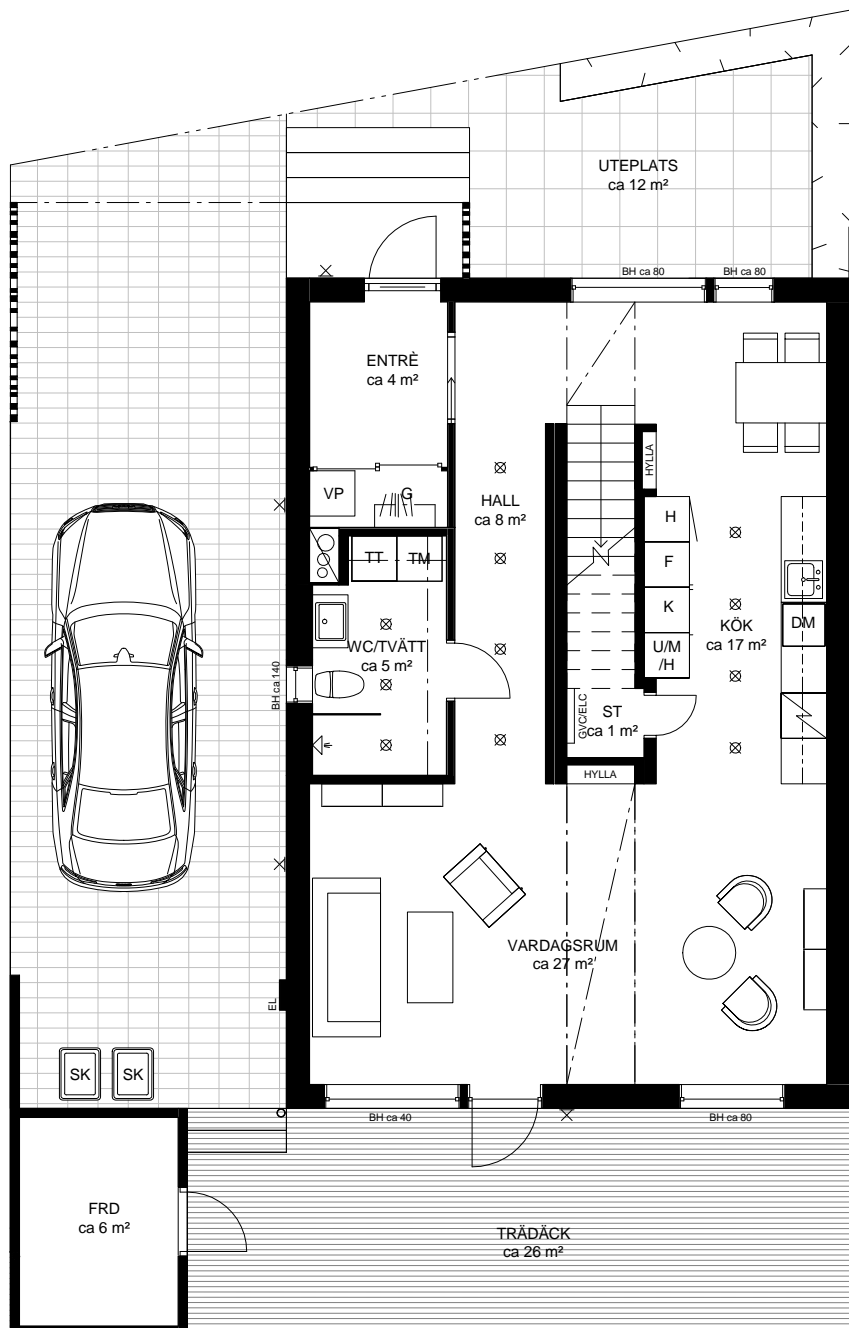 UTEPLATS
ca 12 m²
BH ca 80
BH ca 80
ENTRÈ
ca 4 m²
HYLLA
VP
G
HALL
ca 8 m²
H
F
K
U/M
/H
TT
TM
KÖK
ca 17 m²
DM
WC/TVÄTT
ca 5 m²
BH ca 140
GVC/ELC
ST
ca 1 m²
HYLLA
VARDAGSRUM
ca 27 m²
EL
SK
SK
BH ca 40
BH ca 80
FRD
ca 6 m²
TRÄDÄCK
ca 26 m²